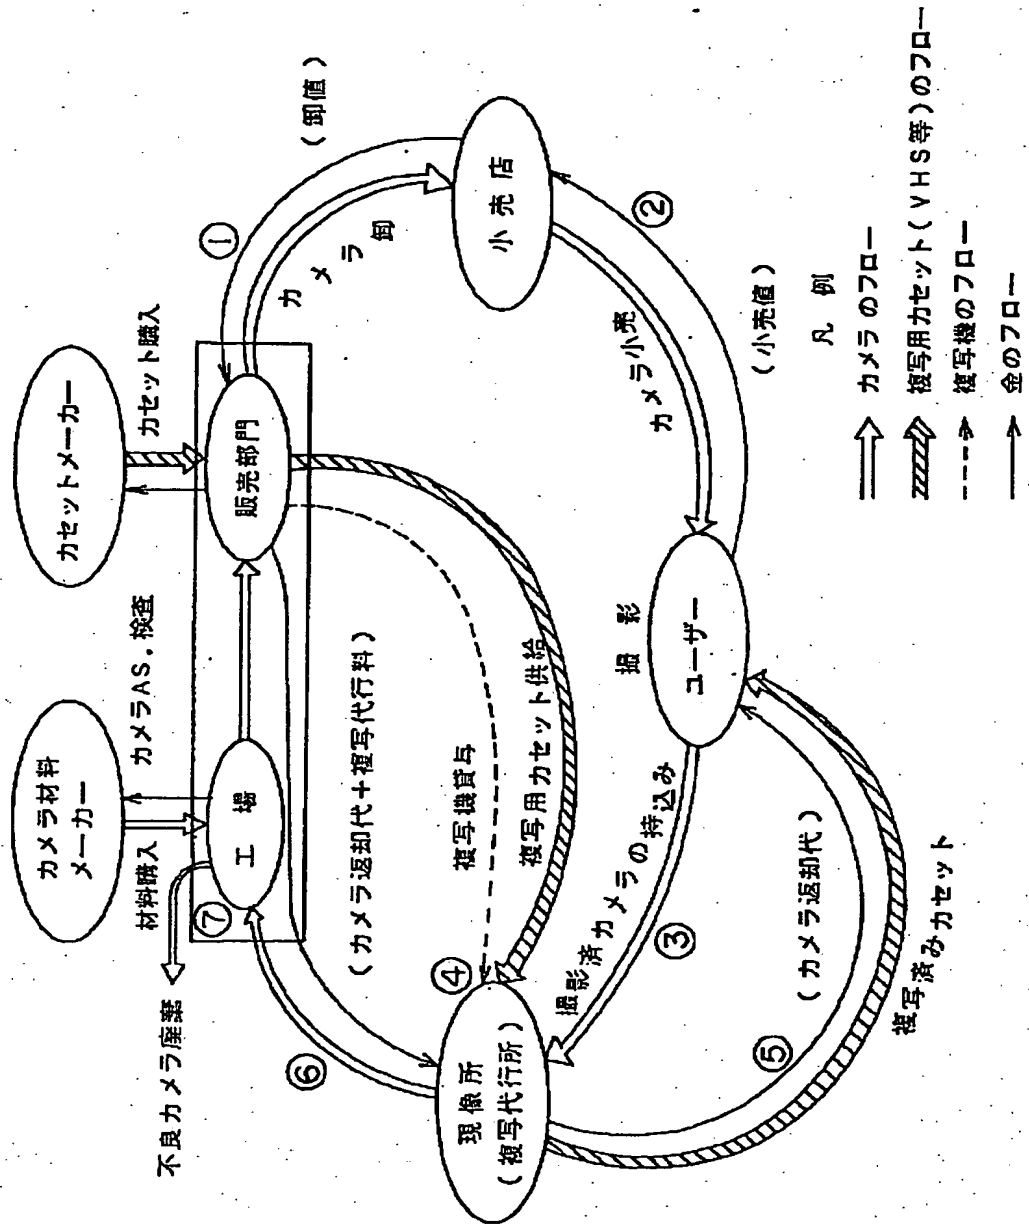 カメラ材料
メーカー
カセットメーカー
材料購入
カメラAS,検査
カセット購入
(卸値)
不良カメラ廃棄
⑦
工場
販売部門
①
カメラ卸
⑥
(カメラ返却代+複写代行料)
④
複写機貸与
複写用カセット供給
小売店
現像所
(複写代行所)
撮影済カメラの持込み
③
撮影
ユーザー
カメラ小売
②
(小売値)
⑤
(カメラ返却代)
複写済みカセット
凡例
カメラのフロー
複写用カセット(VHS等)のフロー
複写機のフロー
金のフロー